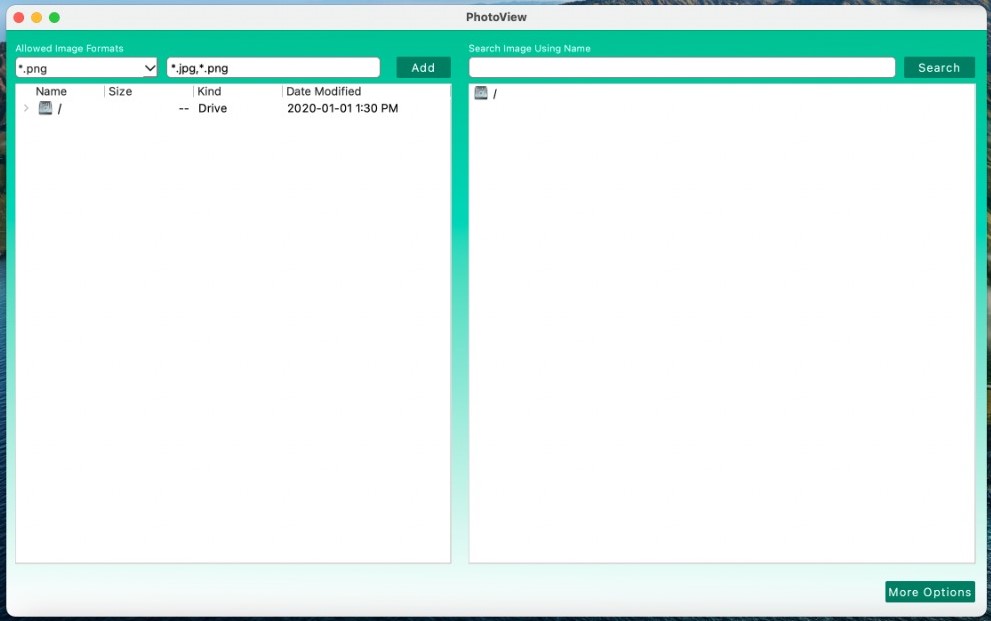 PhotoView
Allowed Image Formats
*.png *.jpg,*.png Add
Name Size Kind Date Modified
/ -- Drive 2020-01-01 1:30 PM
Search Image Using Name
Search
/
More Options